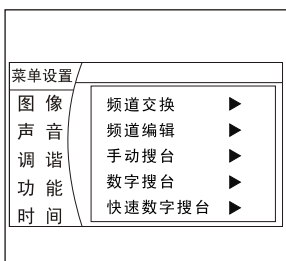 菜单设置
图 像
声 音
调 谐
功 能
时 间
频道交换 ▶
频道编辑 ▶
手动搜台 ▶
数字搜台 ▶
快速数字搜台 ▶